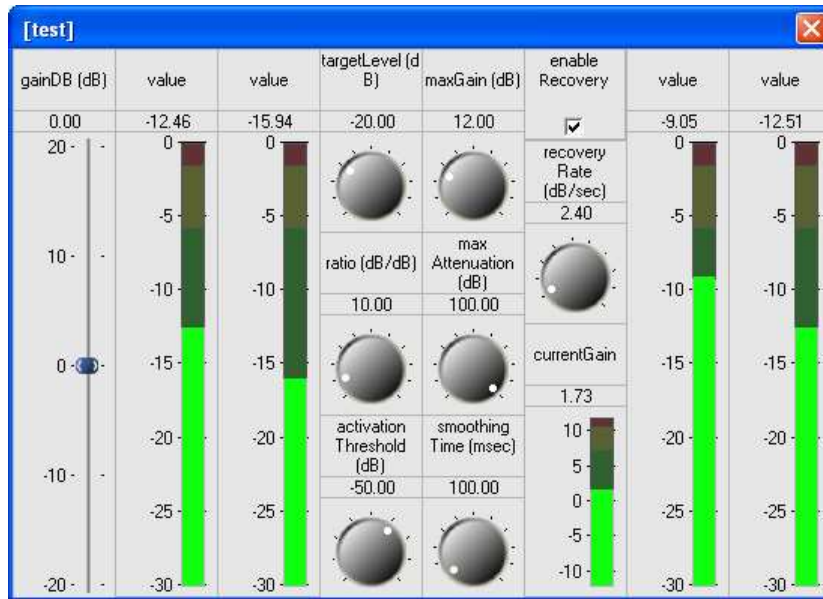 [test]
gainDB (dB)
0.00
20
10
0
-10
-20
value
-12.46
0
-5
-10
-15
-20
-25
-30
value
-15.94
0
-5
-10
-15
-20
-25
-30
targetLevel (d
B)
-20.00
maxGain (dB)
12.00
ratio (dB/dB)
10.00
max
Attenuation
(dB)
100.00
activation
Threshold
(dB)
-50.00
smoothing
Time (msec)
100.00
enable
Recovery
recovery
Rate
(dB/sec)
2.40
currentGain
1.73
10
5
0
-5
-10
value
-9.05
0
-5
-10
-15
-20
-25
-30
value
-12.51
0
-5
-10
-15
-20
-25
-30